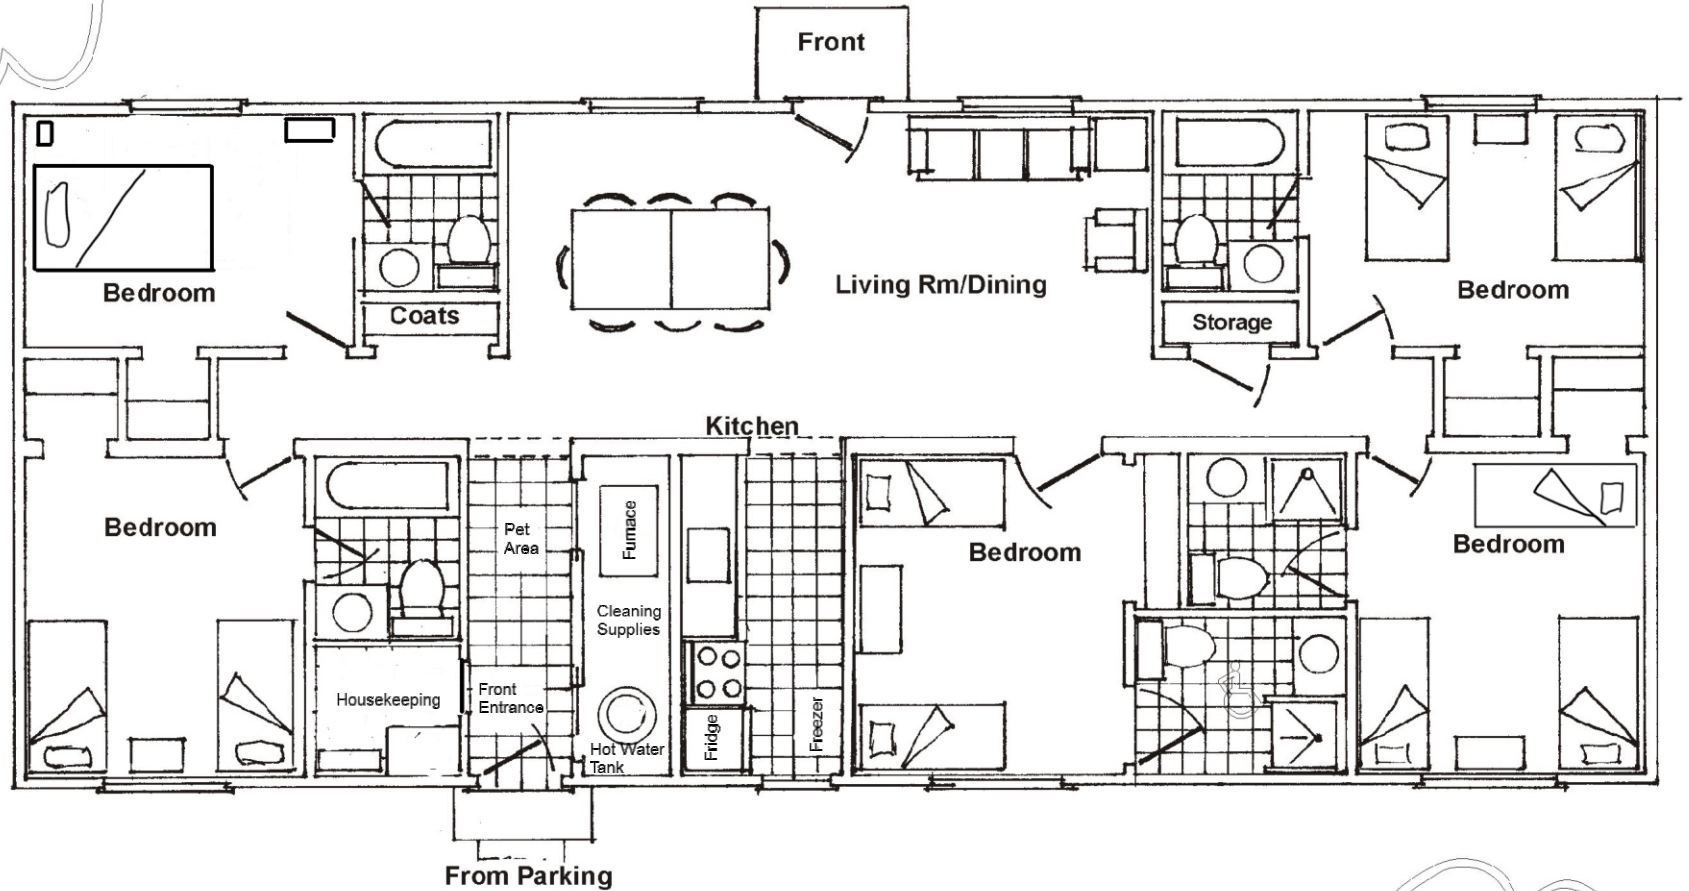 Front
Bedroom
Coats
Living Rm/Dining
Storage
Bedroom
Kitchen
Bedroom
Pet
Area
Furnace
Cleaning
Supplies
Bedroom
Bedroom
Housekeeping
Front
Entrance
Hot Water
Tank
Fridge
Freezer
From Parking